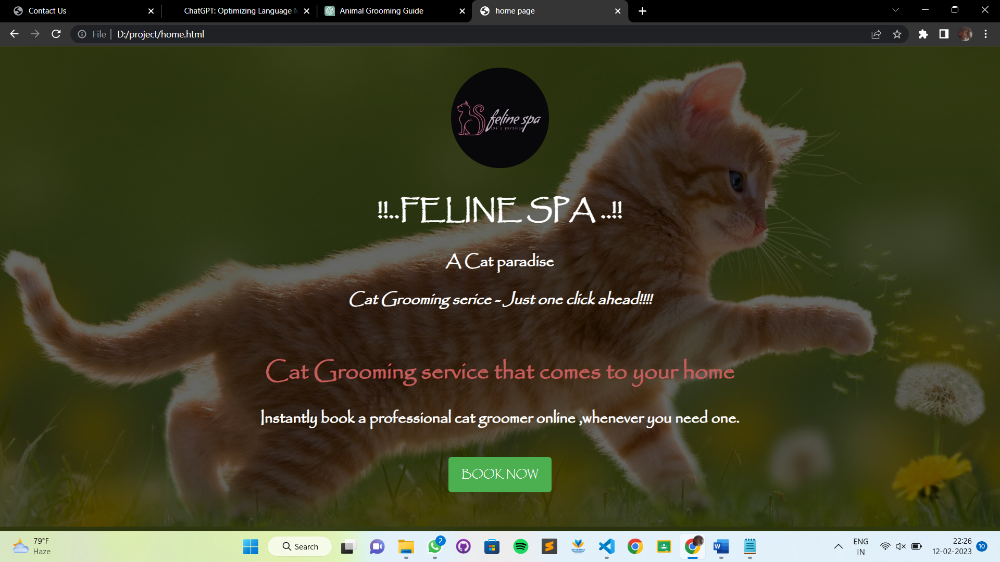 Contact Us
ChatGPT: Optimizing Language
Animal Grooming Guide
home page
File | D:/project/home.html
feline spa
cat's paradise
!!..FELINE SPA ..!!
A Cat paradise
Cat Grooming serice - Just one click ahead!!!!
Cat Grooming service that comes to your home
Instantly book a professional cat groomer online ,whenever you need one.
BOOK NOW
79°F
Haze
Search
2
SRI KRISHNA
W
ENG
IN
22:26
12-02-2023
10